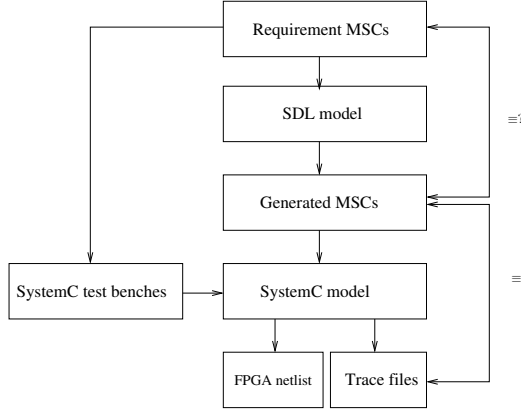 Requirement MSCs
SDL model
≡?
Generated MSCs
SystemC test benches
SystemC model
≡
FPGA netlist
Trace files